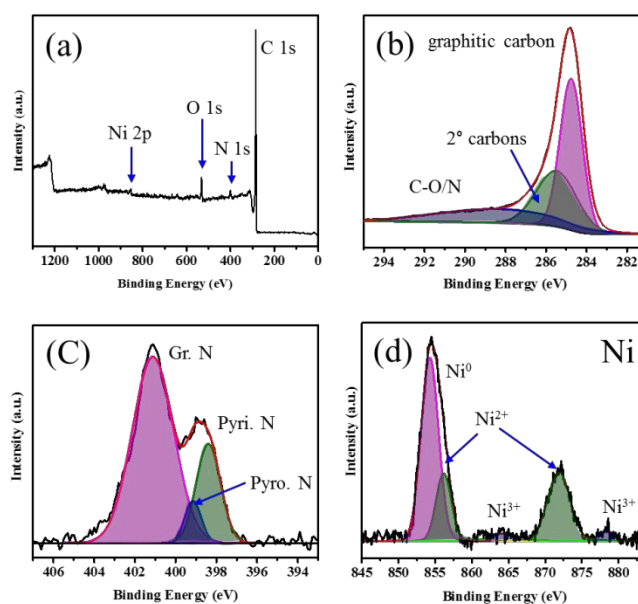 (a)
C 1s
O 1s
Ni 2p
N 1s
Intensity (a.u.)
1200 1000 800 600 400 200 0
Binding Energy (eV)
(b)
graphitic carbon
2° carbons
C-O/N
Intensity (a.u.)
294 292 290 288 286 284 282
Binding Energy (eV)
(C)
Gr. N
Pyri. N
Pyro. N
Intensity (a.u.)
406 404 402 400 398 396 394
Binding Energy (eV)
(d)
Ni
Ni⁰
Ni²⁺
Ni³⁺
Ni³⁺
Intensity (a.u.)
845 850 855 860 865 870 875 880
Binding Energy (eV)